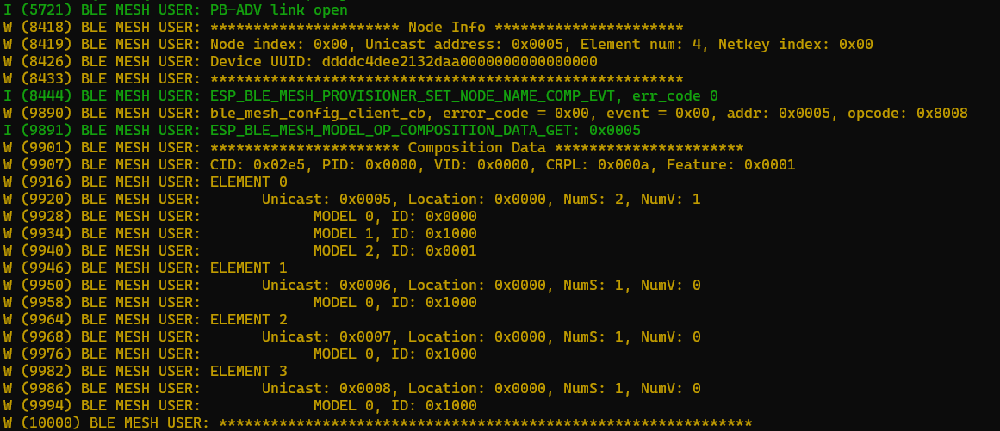 I (5721) BLE MESH USER: PB-ADV link open
W (8418) BLE MESH USER: ********************** Node Info **********************
W (8419) BLE MESH USER: Node index: 0x00, Unicast address: 0x0005, Element num: 4, Netkey index: 0x00
W (8426) BLE MESH USER: Device UUID: ddddc4dee2132daa0000000000000000
W (8433) BLE MESH USER: *******************************************************
I (8444) BLE MESH USER: ESP_BLE_MESH_PROVISIONER_SET_NODE_NAME_COMP_EVT, err_code 0
W (9890) BLE MESH USER: ble_mesh_config_client_cb, error_code = 0x00, event = 0x00, addr: 0x0005, opcode: 0x8008
I (9891) BLE MESH USER: ESP_BLE_MESH_MODEL_OP_COMPOSITION_DATA_GET: 0x0005
W (9901) BLE MESH USER: ********************** Composition Data **********************
W (9907) BLE MESH USER: CID: 0x02e5, PID: 0x0000, VID: 0x0000, CRPL: 0x000a, Feature: 0x0001
W (9916) BLE MESH USER: ELEMENT 0
W (9920) BLE MESH USER:       Unicast: 0x0005, Location: 0x0000, NumS: 2, NumV: 1
W (9928) BLE MESH USER:             MODEL 0, ID: 0x0000
W (9934) BLE MESH USER:             MODEL 1, ID: 0x1000
W (9940) BLE MESH USER:             MODEL 2, ID: 0x0001
W (9946) BLE MESH USER: ELEMENT 1
W (9950) BLE MESH USER:       Unicast: 0x0006, Location: 0x0000, NumS: 1, NumV: 0
W (9958) BLE MESH USER:             MODEL 0, ID: 0x1000
W (9964) BLE MESH USER: ELEMENT 2
W (9968) BLE MESH USER:       Unicast: 0x0007, Location: 0x0000, NumS: 1, NumV: 0
W (9976) BLE MESH USER:             MODEL 0, ID: 0x1000
W (9982) BLE MESH USER: ELEMENT 3
W (9986) BLE MESH USER:       Unicast: 0x0008, Location: 0x0000, NumS: 1, NumV: 0
W (9994) BLE MESH USER:             MODEL 0, ID: 0x1000
W (10000) BLE MESH USER: **************************************************************